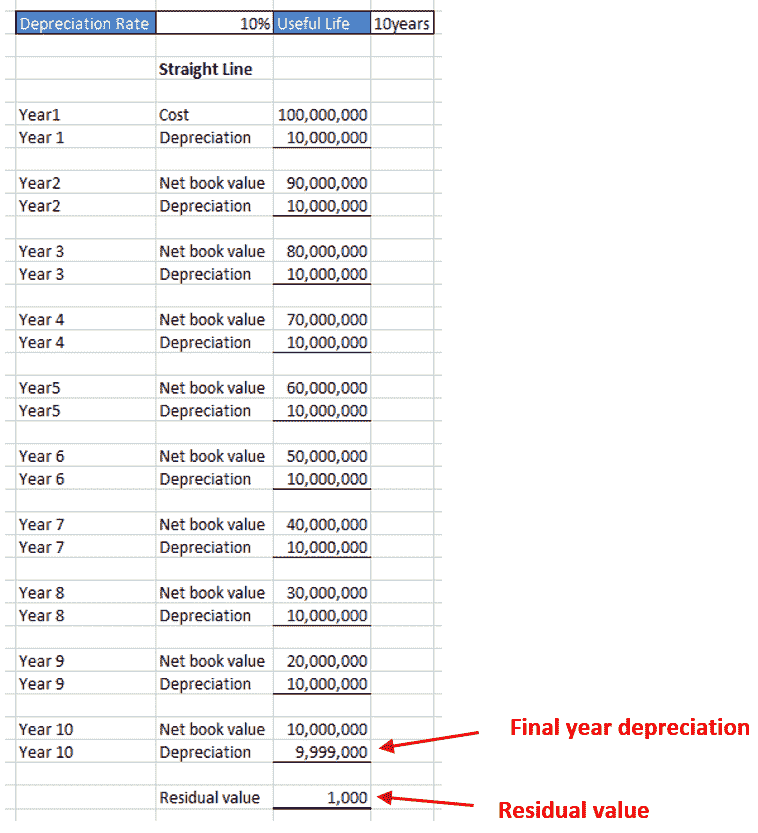 Depreciation Rate 10% Useful Life 10years
Straight Line
Year1 Cost 100,000,000
Year 1 Depreciation 10,000,000
Year2 Net book value 90,000,000
Year2 Depreciation 10,000,000
Year 3 Net book value 80,000,000
Year 3 Depreciation 10,000,000
Year 4 Net book value 70,000,000
Year 4 Depreciation 10,000,000
Year5 Net book value 60,000,000
Year5 Depreciation 10,000,000
Year 6 Net book value 50,000,000
Year 6 Depreciation 10,000,000
Year 7 Net book value 40,000,000
Year 7 Depreciation 10,000,000
Year 8 Net book value 30,000,000
Year 8 Depreciation 10,000,000
Year 9 Net book value 20,000,000
Year 9 Depreciation 10,000,000
Year 10 Net book value 10,000,000
Final year depreciation
Year 10 Depreciation 9,999,000
Residual value 1,000
Residual value